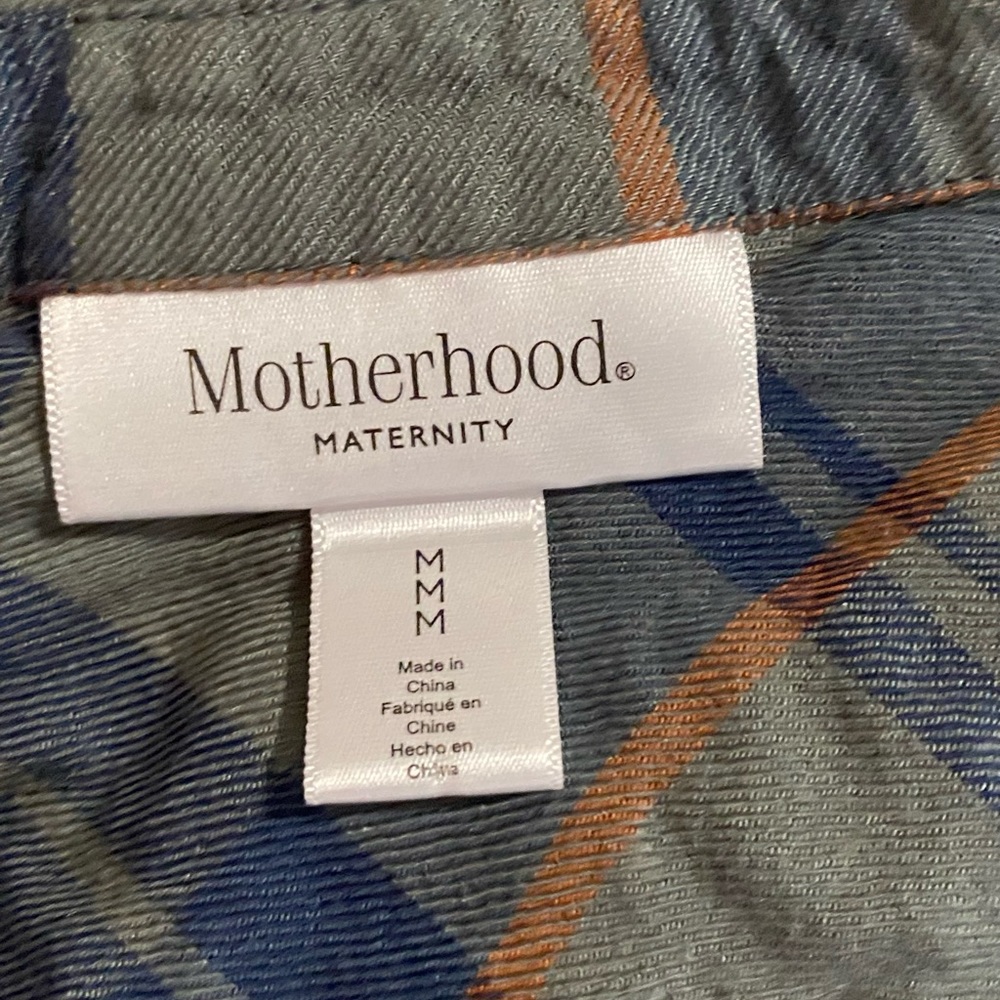 Motherhood®
MATERNITY
M
M
M
Made in
China
Fabriqué en
Chine
Hecho en
China